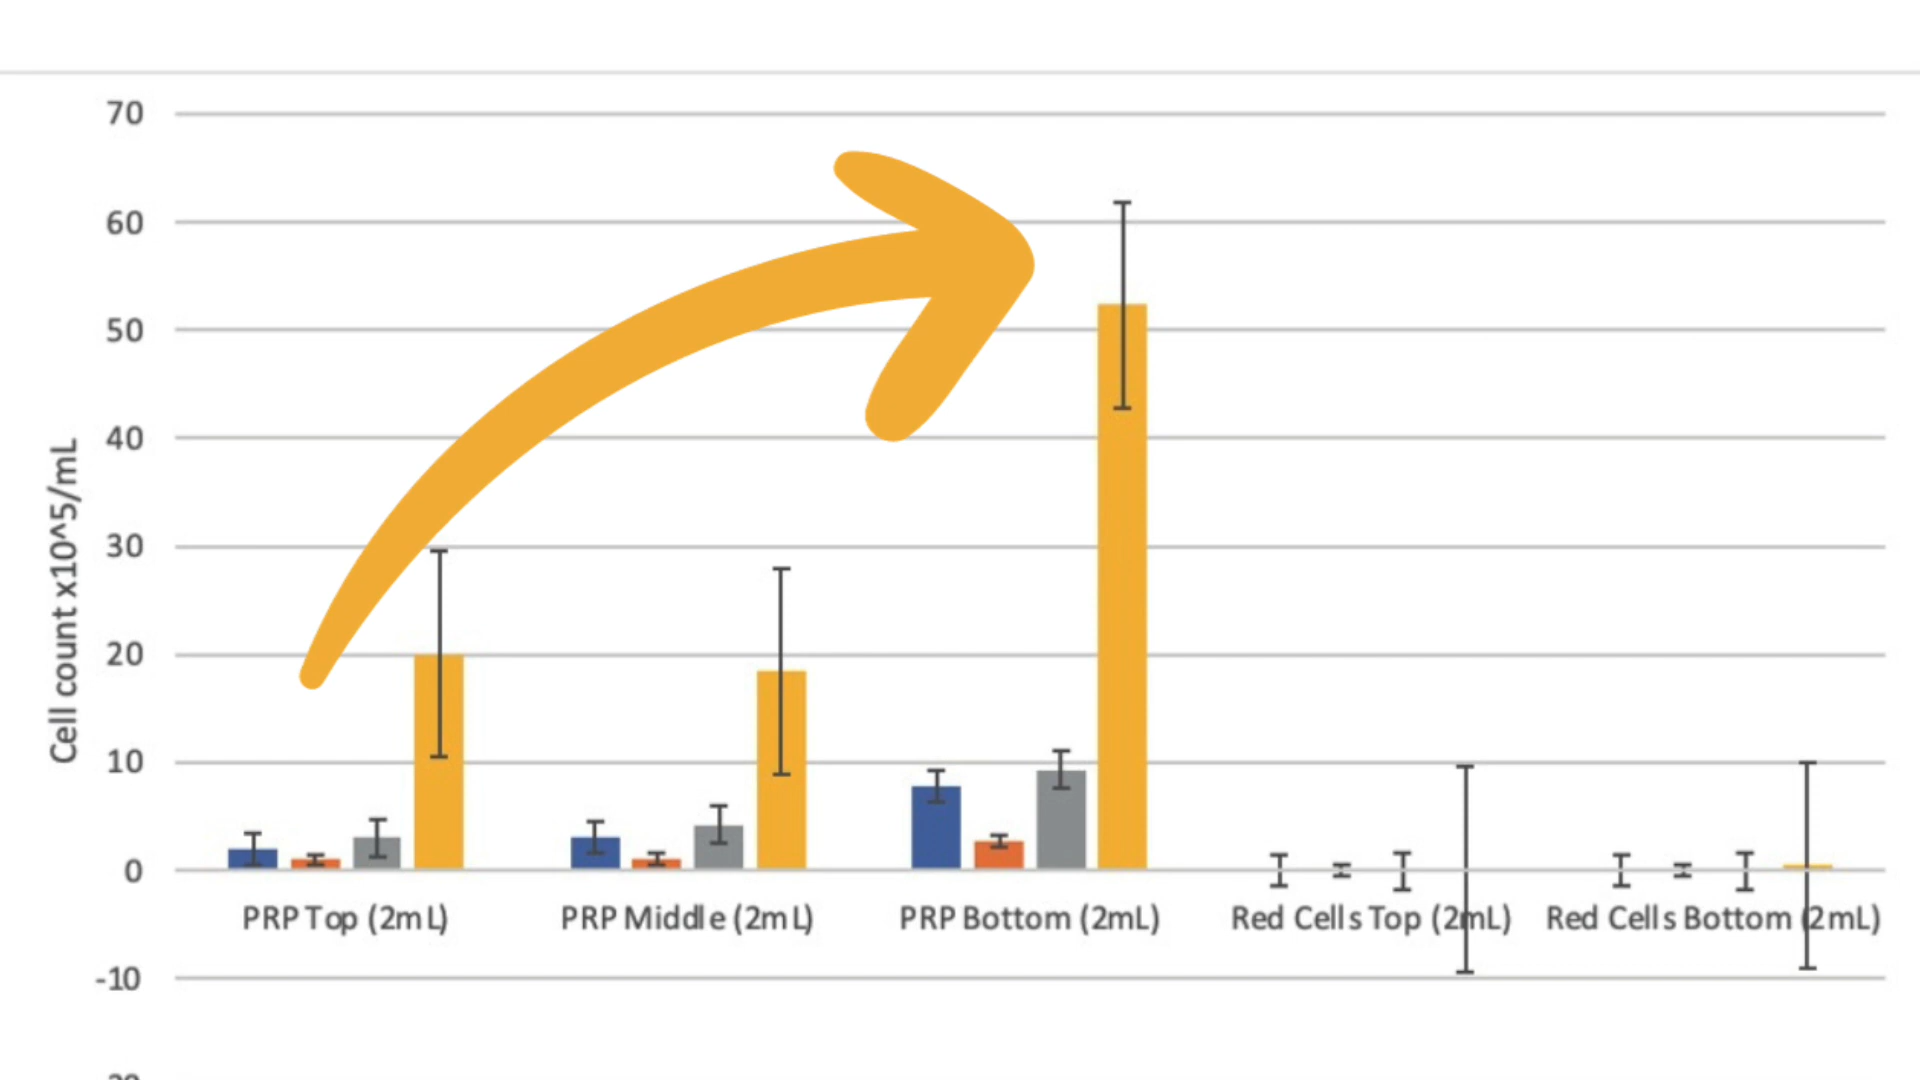 70
60
50
40
30
20
10
0
-10
Cell count x10^5/mL
PRP Top (2mL)
PRP Middle (2mL)
PRP Bottom (2mL)
Red Cells Top (2mL)
Red Cells Bottom (2mL)